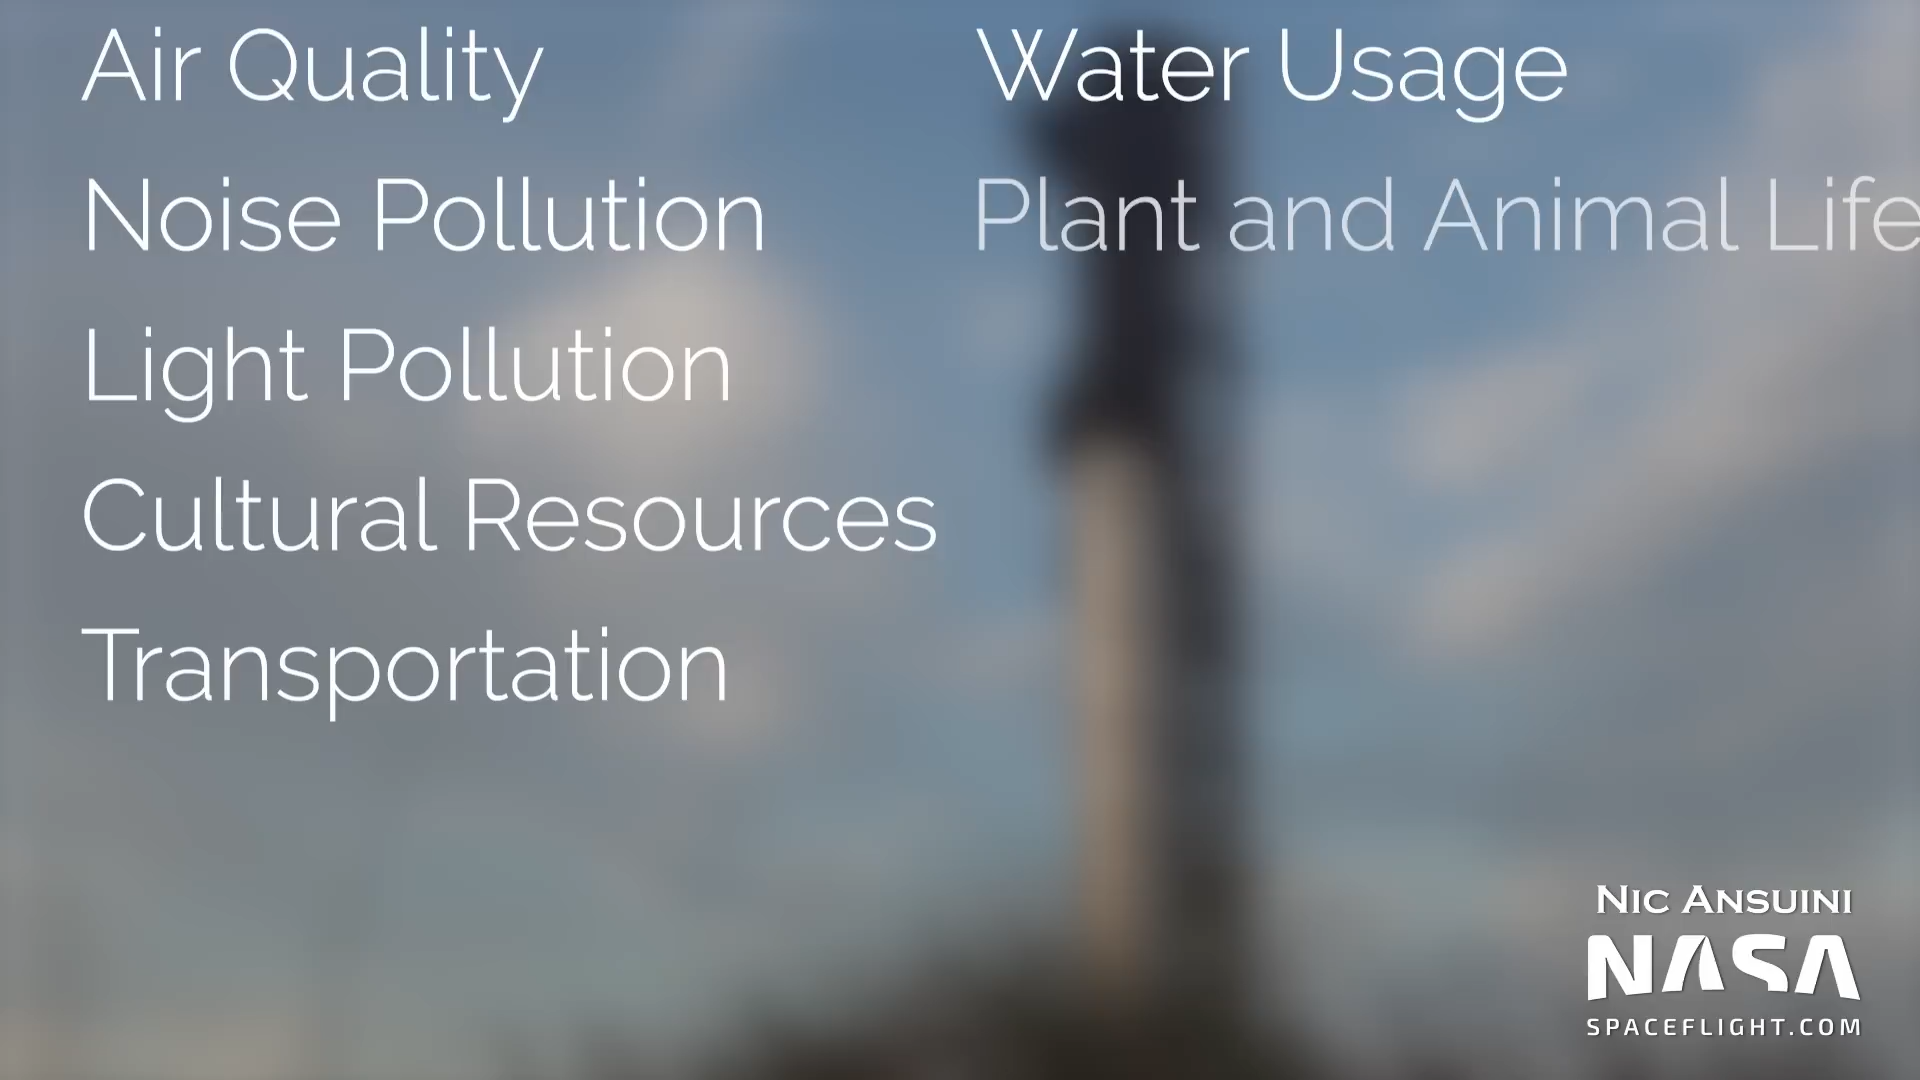 Air Quality
Noise Pollution
Light Pollution
Cultural Resources
Transportation
Water Usage
Plant and Animal Life
NIC ANSUINI
NASA
SPACEFLIGHT.COM